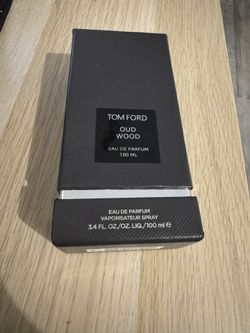 TOM FORD
OUD
WOOD
EAU DE PARFUM
100 ML
EAU DE PARFUM
VAPORISATEUR SPRAY
3.4 FL.OZ./OZ. LIQ./100 ml ℮